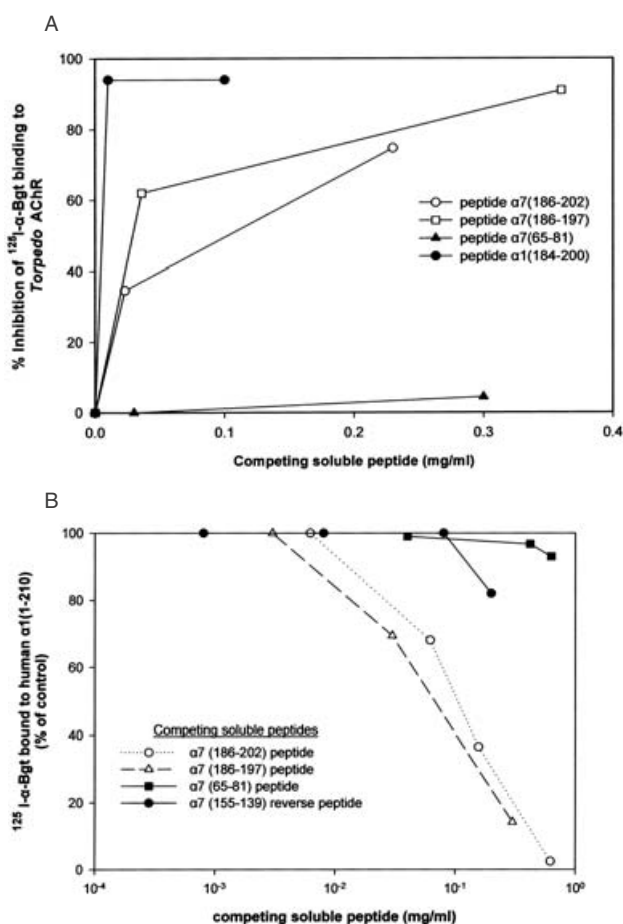 A
% Inhibition of ¹²⁵I-α-Bgt binding to
Torpedo AChR
100
80
60
40
20
0
peptide α7(186-202)
peptide α7(186-197)
peptide α7(65-81)
peptide α1(184-200)
0.0 0.1 0.2 0.3 0.4
Competing soluble peptide (mg/ml)
B
¹²⁵I-α-Bgt bound to human α1(1-210)
(% of control)
100
80
60
40
20
0
Competing soluble peptides
α7 (186-202) peptide
α7 (186-197) peptide
α7 (65-81) peptide
α7 (155-139) reverse peptide
10⁻⁴ 10⁻³ 10⁻² 10⁻¹ 10⁰
competing soluble peptide (mg/ml)